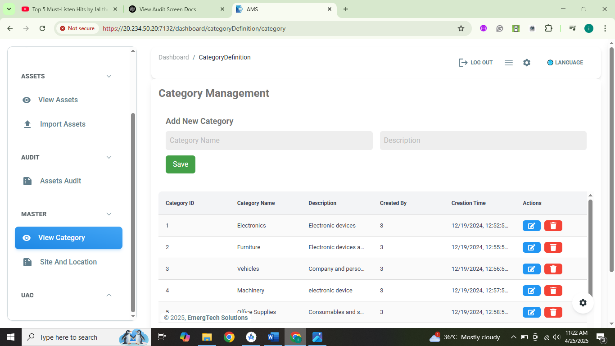 Top 5 Must-Listen Hits by
View Audit Screen Docs
AMS
Not secure
https://20.234.50.29:7132/dashboard/categoryDefinition/category
Dashboard / CategoryDefinition
LOG OUT
LANGUAGE
ASSETS
View Assets
Import Assets
AUDIT
Assets Audit
MASTER
View Category
Site And Location
UAC
Category Management
Add New Category
Category Name
Description
Save
Category ID Category Name Description Created By Creation Time Actions
1 Electronics Electronic devices 3 12/19/2024, 12:52:5...
2 Furniture Electronic devices a... 3 12/19/2024, 12:55:5...
3 Vehicles Company and perso... 3 12/19/2024, 12:56:5...
4 Machinery electronic device 3 12/19/2024, 12:57:5...
5 Office Supplies Consumables and s... 3 12/19/2024, 12:58:5...
© 2025, EmergTech Solutions
Type here to search
36°C Mostly cloudy
11:22 AM
4/25/2025